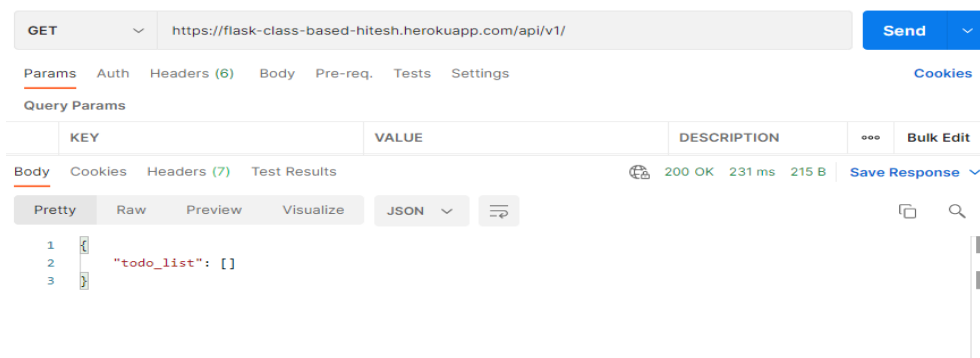 GET https://flask-class-based-hitesh.herokuapp.com/api/v1/ Send
Params Auth Headers (6) Body Pre-req. Tests Settings Cookies
Query Params
KEY VALUE DESCRIPTION ooo Bulk Edit
Body Cookies Headers (7) Test Results 200 OK 231 ms 215 B Save Response
Pretty Raw Preview Visualize JSON
1 {
2 "todo_list": []
3 }